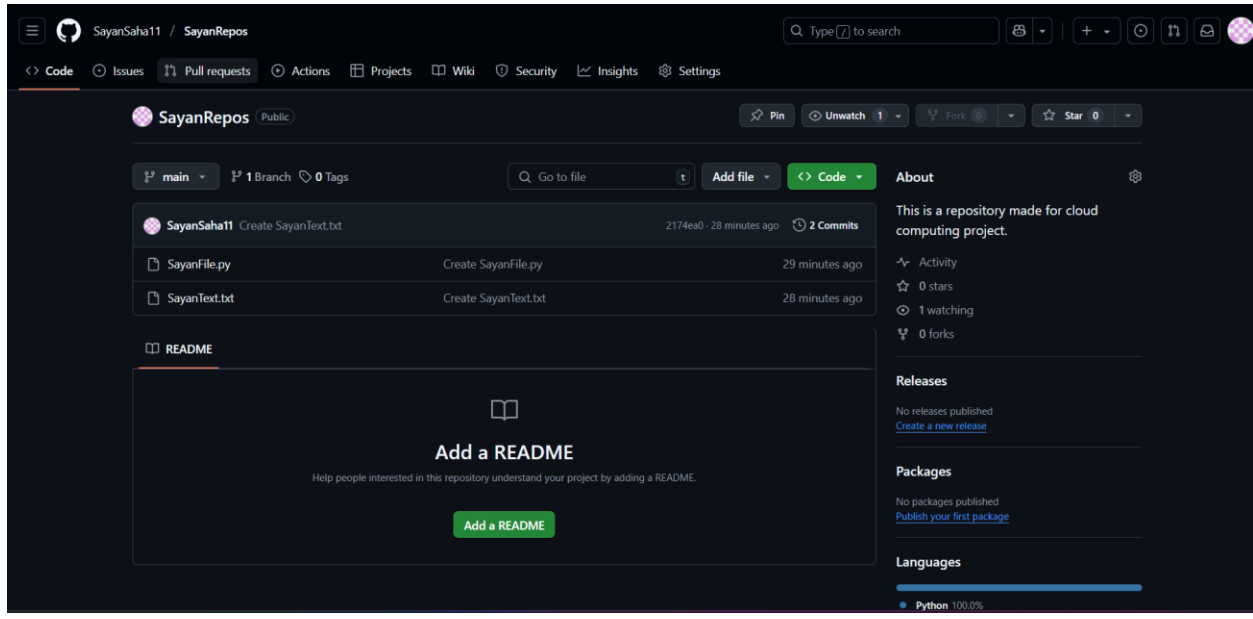 SayanSaha11 / SayanRepos
Type / to search
Code Issues Pull requests Actions Projects Wiki Security Insights Settings
SayanRepos Public
Pin Unwatch 1 Fork 0 Star 0
main 1 Branch 0 Tags
Go to file t Add file Code
SayanSaha11 Create SayanText.txt 2174ea0 · 28 minutes ago 2 Commits
SayanFile.py Create SayanFile.py 29 minutes ago
SayanText.txt Create SayanText.txt 28 minutes ago
README
Add a README
Help people interested in this repository understand your project by adding a README.
Add a README
About
This is a repository made for cloud
computing project.
Activity
0 stars
1 watching
0 forks
Releases
No releases published
Create a new release
Packages
No packages published
Publish your first package
Languages
Python 100.0%